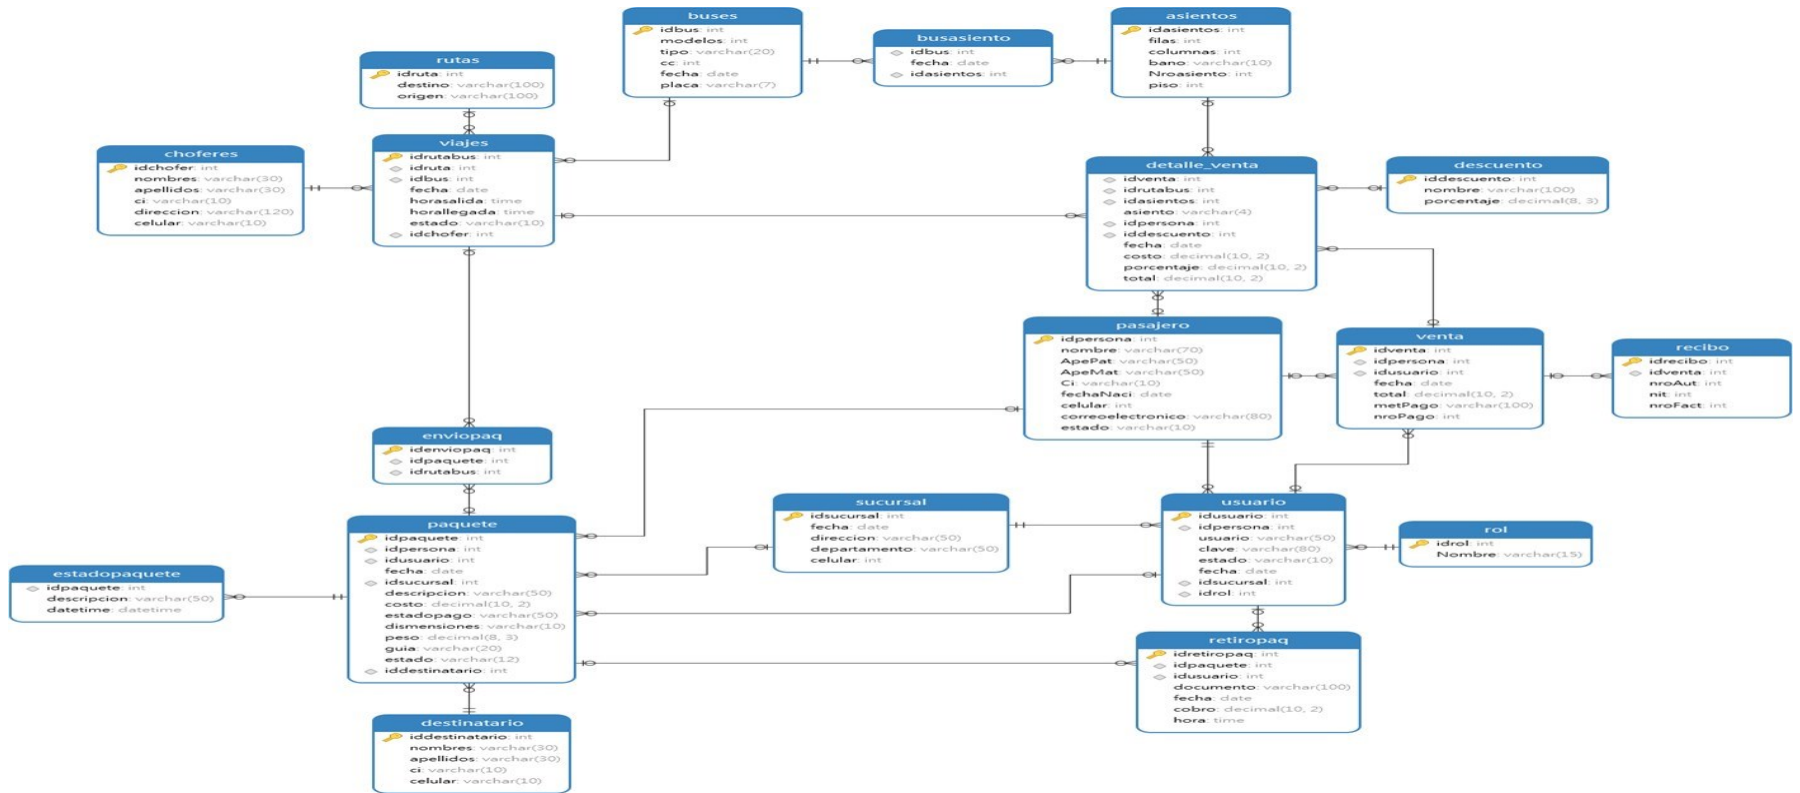 buses
idbus: int
modelos: int
tipo: varchar(20)
cc: int
fecha: date
placa: varchar(7)
busasiento
idbus: int
fecha: date
idasientos: int
asientos
idasientos: int
filas: int
columnas: int
bano: varchar(10)
Nroasiento: int
piso: int
rutas
idruta: int
destino: varchar(100)
origen: varchar(100)
choferes
idchofer: int
nombres: varchar(30)
apellidos: varchar(30)
ci: varchar(10)
direccion: varchar(120)
celular: varchar(10)
viajes
idrutabus: int
idruta: int
idbus: int
fecha: date
horasalida: time
horallegada: time
estado: varchar(10)
idchofer: int
detalle_venta
idventa: int
idrutabus: int
idasientos: int
asiento: varchar(4)
idpersona: int
iddescuento: int
fecha: date
costo: decimal(10, 2)
porcentaje: decimal(10, 2)
total: decimal(10, 2)
descuento
iddescuento: int
nombre: varchar(100)
porcentaje: decimal(8, 3)
pasajero
idpersona: int
nombre: varchar(70)
ApePat: varchar(50)
ApeMat: varchar(50)
Ci: varchar(10)
fechaNaci: date
celular: int
correoelectronico: varchar(80)
estado: varchar(10)
venta
idventa: int
idpersona: int
idusuario: int
fecha: date
total: decimal(10, 2)
metPago: varchar(100)
nroPago: int
recibo
idrecibo: int
idventa: int
nroAut: int
nit: int
nroFact: int
enviopaq
idenviopaq: int
idpaquete: int
idrutabus: int
sucursal
idsucursal: int
fecha: date
direccion: varchar(50)
departamento: varchar(50)
celular: int
usuario
idusuario: int
idpersona: int
usuario: varchar(50)
clave: varchar(80)
estado: varchar(10)
fecha: date
idsucursal: int
idrol: int
rol
idrol: int
Nombre: varchar(15)
estadopaquete
idpaquete: int
descripcion: varchar(50)
datetime: datetime
paquete
idpaquete: int
idpersona: int
idusuario: int
fecha: date
idsucursal: int
descripcion: varchar(50)
costo: decimal(10, 2)
estadopago: varchar(50)
dismensiones: varchar(10)
peso: decimal(8, 3)
guia: varchar(20)
estado: varchar(12)
iddestinatario: int
retiropaq
idretiropaq: int
idpaquete: int
idusuario: int
documento: varchar(100)
fecha: date
cobro: decimal(10, 2)
hora: time
destinatario
iddestinatario: int
nombres: varchar(30)
apellidos: varchar(30)
ci: varchar(10)
celular: varchar(10)